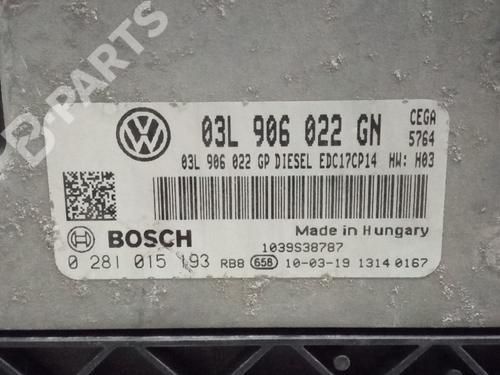 B-PARTS
03L 906 022 GN
CEGA
5764
03L 906 022 GP DIESEL EDC17CP14 HW: H03
Made in Hungary
BOSCH
1039S38787
0 281 015 193 RB8 658 10-03-19 1314 0167